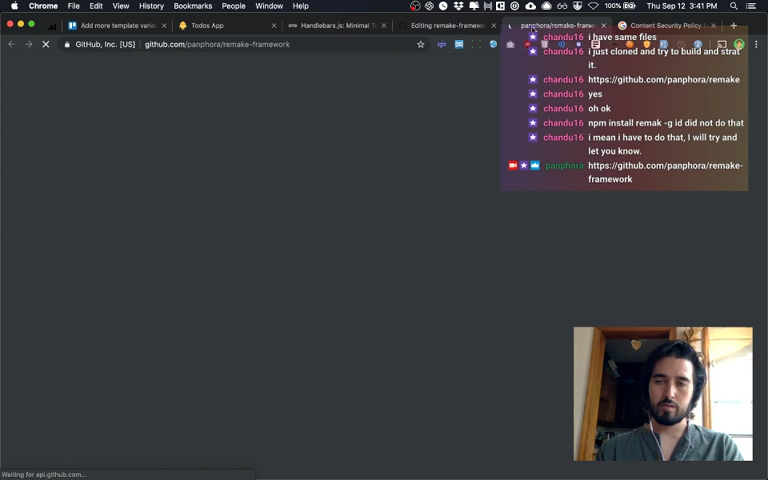 Chrome File Edit View History Bookmarks People Window Help 100% Thu Sep 12 3:41 PM
Add more template varia Todos App Handlebars.js: Minimal T Editing remake-framewo panphora/remake-frame Content Security Policy
GitHub, Inc. [US] github.com/panphora/remake-framework
chandu16 i have same files
chandu16 i just cloned and try to build and strat
it.
chandu16 https://github.com/panphora/remake
chandu16 yes
chandu16 oh ok
chandu16 npm install remak -g id did not do that
chandu16 i mean i have to do that, I will try and
let you know.
panphora https://github.com/panphora/remake-
framework
Waiting for api.github.com...